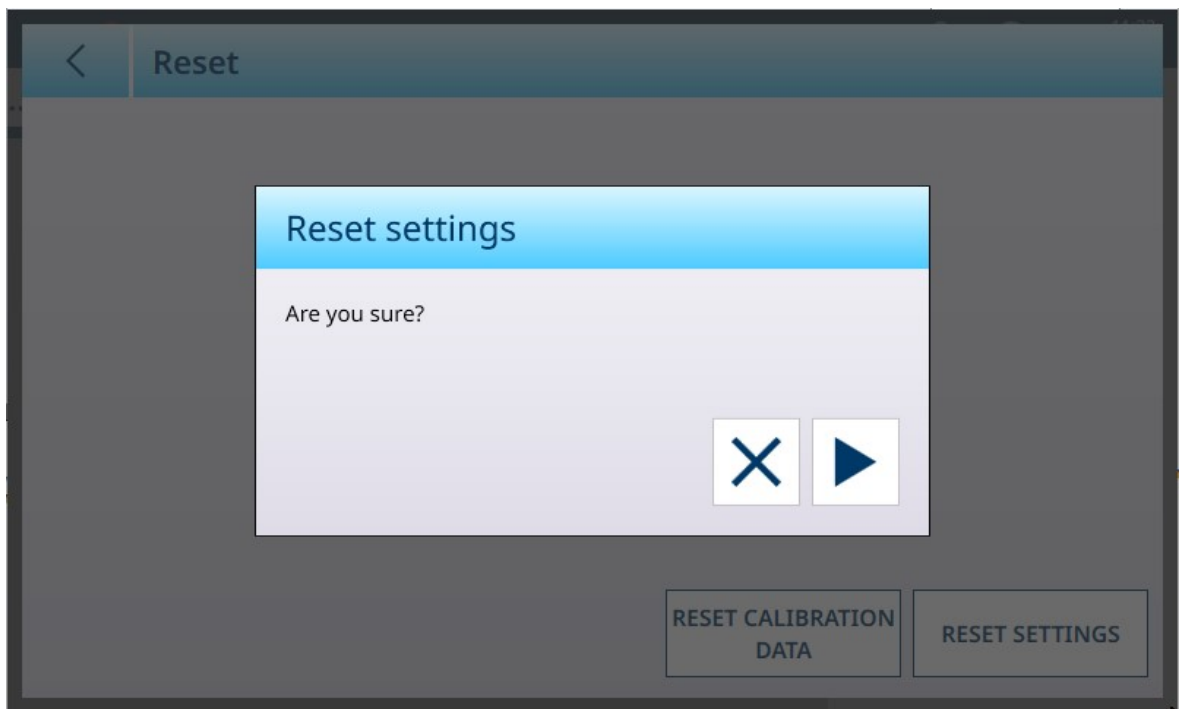 Reset
Reset settings
Are you sure?
RESET CALIBRATION
DATA
RESET SETTINGS